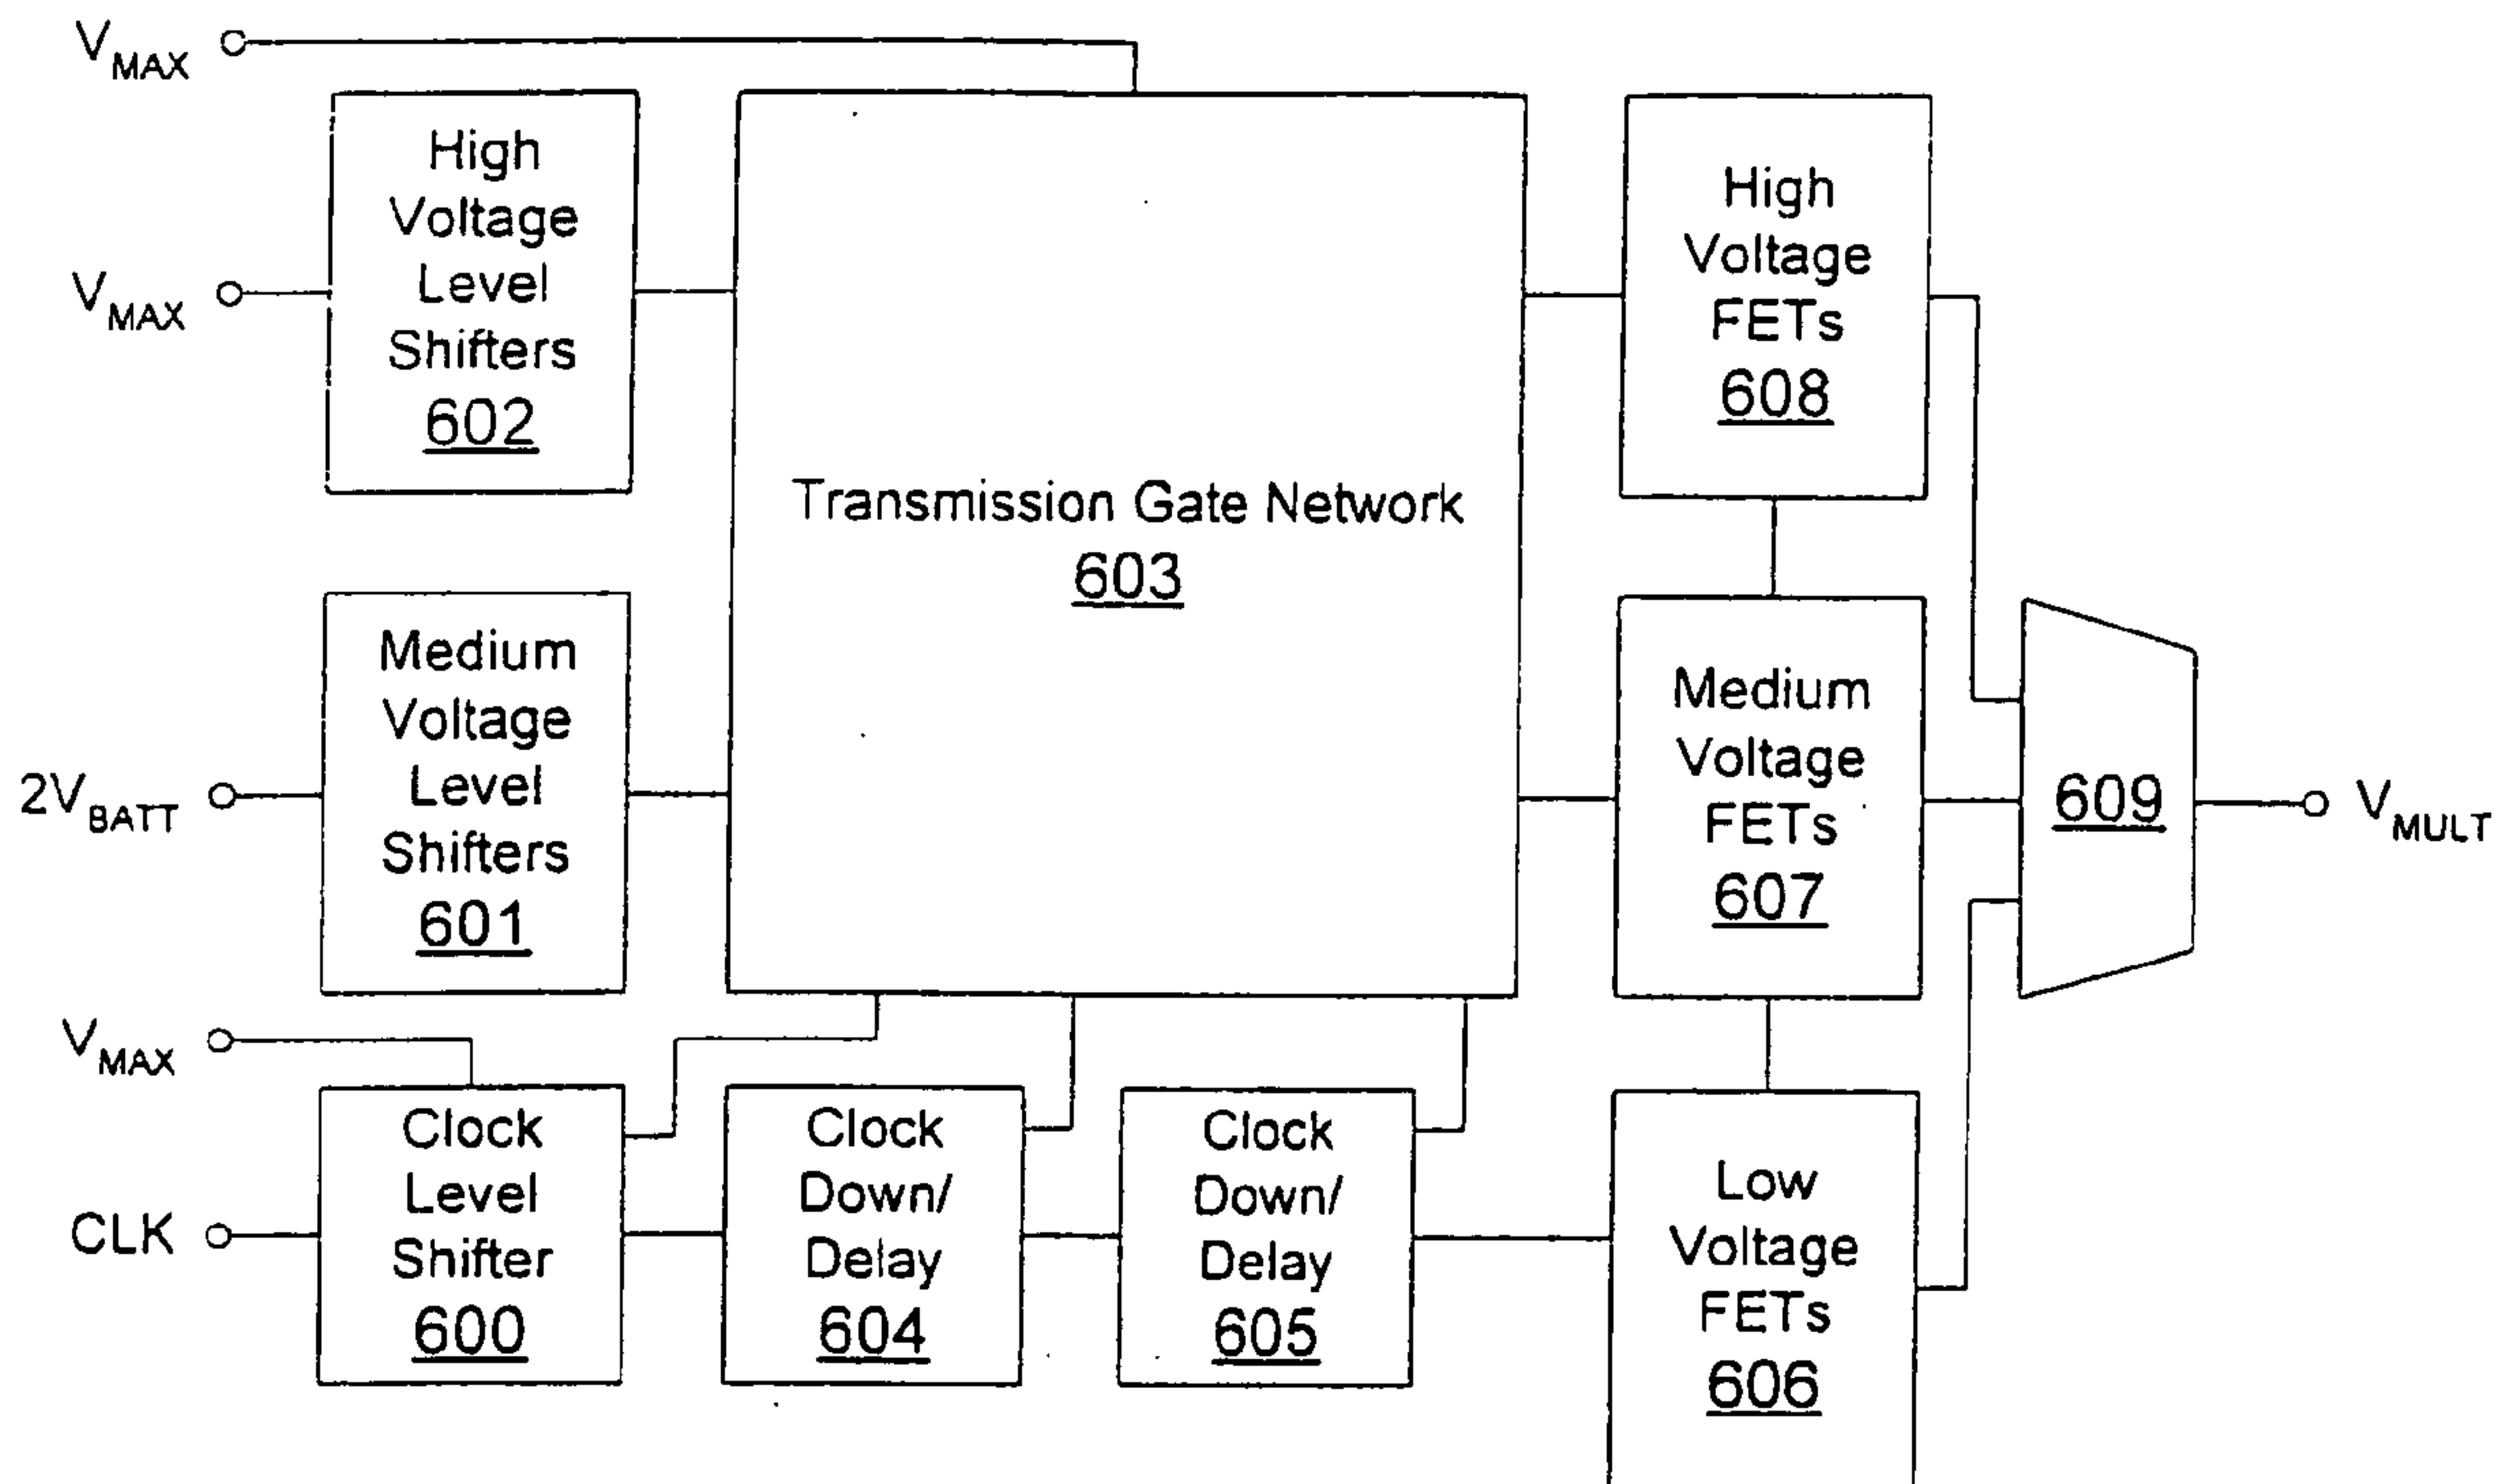 VMAX
High
Voltage
Level
Shifters
602
VMAX
Transmission Gate Network
603
High
Voltage
FETs
608
Medium
Voltage
Level
Shifters
601
2VBATT
Medium
Voltage
FETs
607
609
VMULT
VMAX
CLK
Clock
Level
Shifter
600
Clock
Down/
Delay
604
Clock
Down/
Delay
605
Low
Voltage
FETs
606